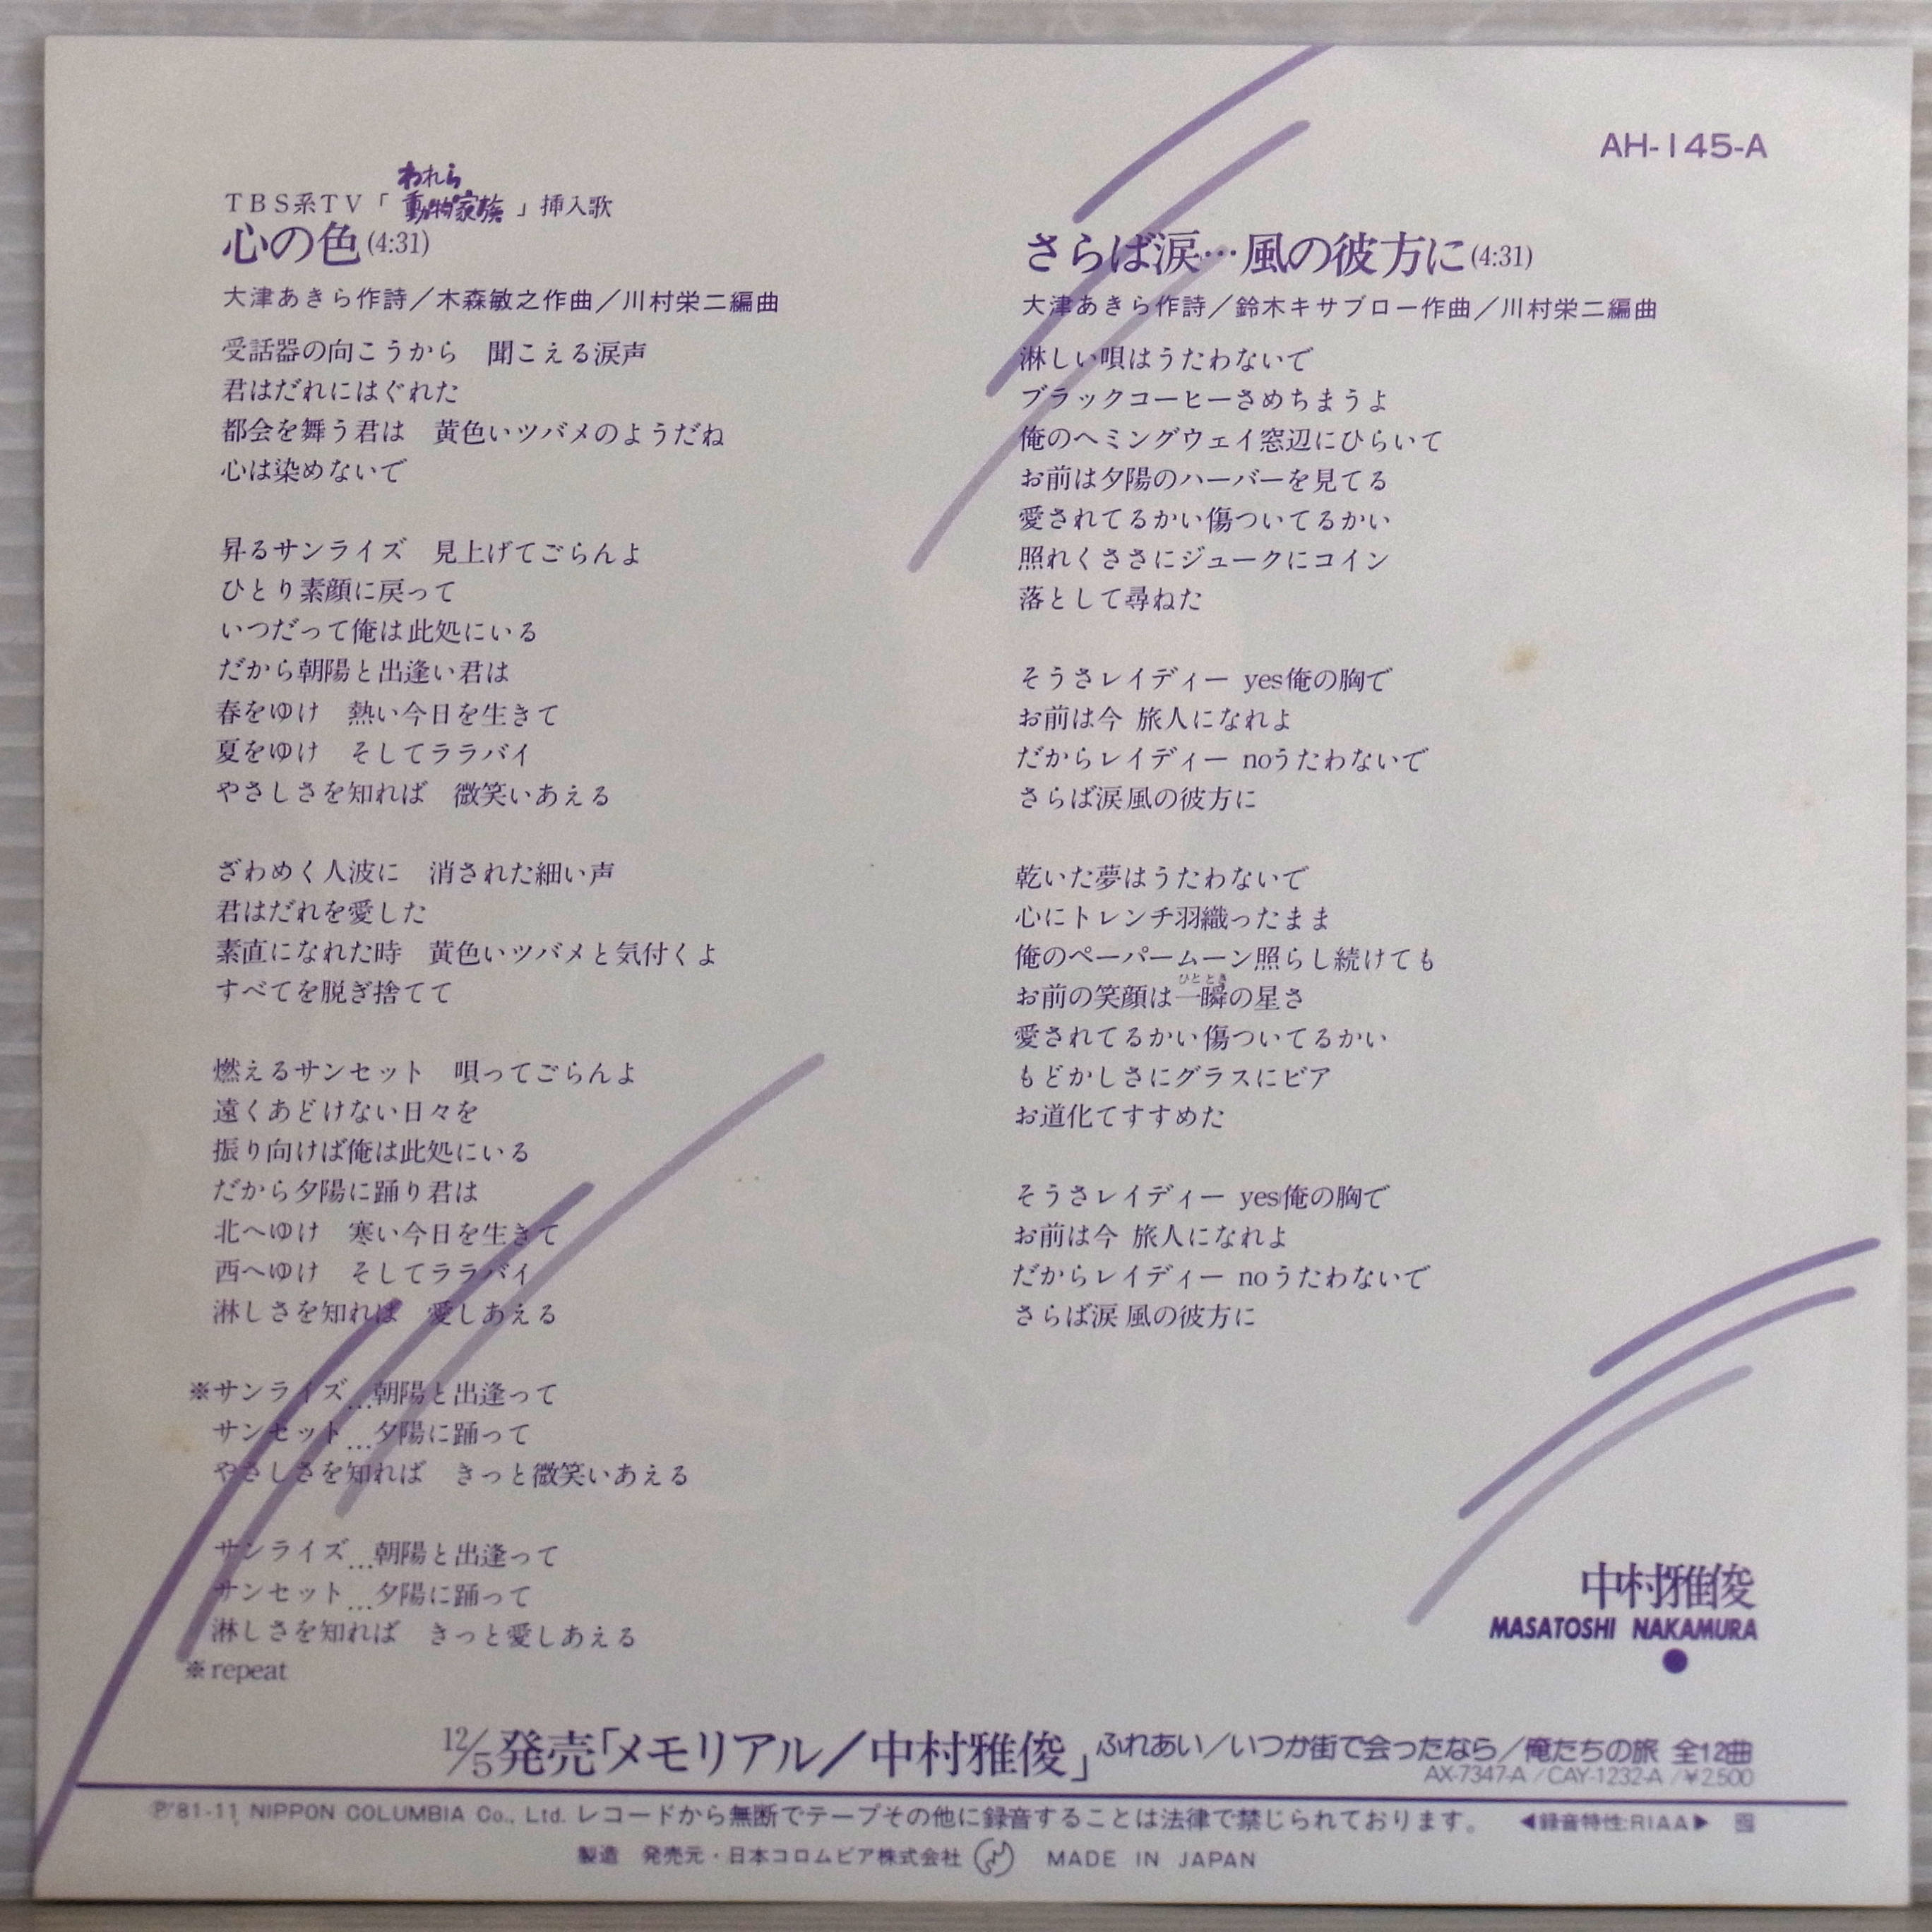 AH-145-A
TBS系TV「われら動物家族」挿入歌
心の色(4:31)
大津あきら作詩／木森敏之作曲／川村栄二編曲
受話器の向こうから　聞こえる涙声
君はだれにはぐれた
都会を舞う君は　黄色いツバメのようだね
心は染めないで

昇るサンライズ　見上げてごらんよ
ひとり素顔に戻って
いつだって俺は此処にいる
だから朝陽と出逢い君は
春をゆけ　熱い今日を生きて
夏をゆけ　そしてララバイ
やさしさを知れば　微笑いあえる

ざわめく人波に　消された細い声
君はだれを愛した
素直になれた時　黄色いツバメと気付くよ
すべてを脱ぎ捨てて

燃えるサンセット　唄ってごらんよ
遠くあどけない日々を
振り向けば俺は此処にいる
だから夕陽に踊り君は
北へゆけ　寒い今日を生きて
西へゆけ　そしてララバイ
淋しさを知れば　愛しあえる

※サンライズ…朝陽と出逢って
サンセット…夕陽に踊って
やさしさを知れば　きっと微笑いあえる

サンライズ…朝陽と出逢って
サンセット…夕陽に踊って
淋しさを知れば　きっと愛しあえる
※repeat

さらば涙…風の彼方に(4:31)
大津あきら作詩／鈴木キサブロー作曲／川村栄二編曲
淋しい唄はうたわないで
ブラックコーヒーさめちまうよ
俺のヘミングウェイ窓辺にひらいて
お前は夕陽のハーバーを見てる
愛されてるかい傷ついてるかい
照れくささにジュークにコイン
落として尋ねた

そうさレイディー yes俺の胸で
お前は今 旅人になれよ
だからレイディー noうたわないで
さらば涙 風の彼方に

乾いた夢はうたわないで
心にトレンチ羽織ったまま
俺のペーパームーン照らし続けても
ひととき
お前の笑顔は一瞬の星さ
愛されてるかい傷ついてるかい
もどかしさにグラスにビア
お道化てすすめた

そうさレイディー yes俺の胸で
お前は今 旅人になれよ
だからレイディー noうたわないで
さらば涙 風の彼方に

中村雅俊
MASATOSHI NAKAMURA
12/5発売「メモリアル／中村雅俊」ふれあい／いつか街で会ったなら／俺たちの旅 全12曲
AX-7347-A／CAY-1232-A／¥2,500
Ⓟ'81-11 NIPPON COLUMBIA Co., Ltd. レコードから無断でテープその他に録音することは法律で禁じられております。 ◀録音特性:RIAA▶
製造　発売元・日本コロムビア株式会社 MADE IN JAPAN